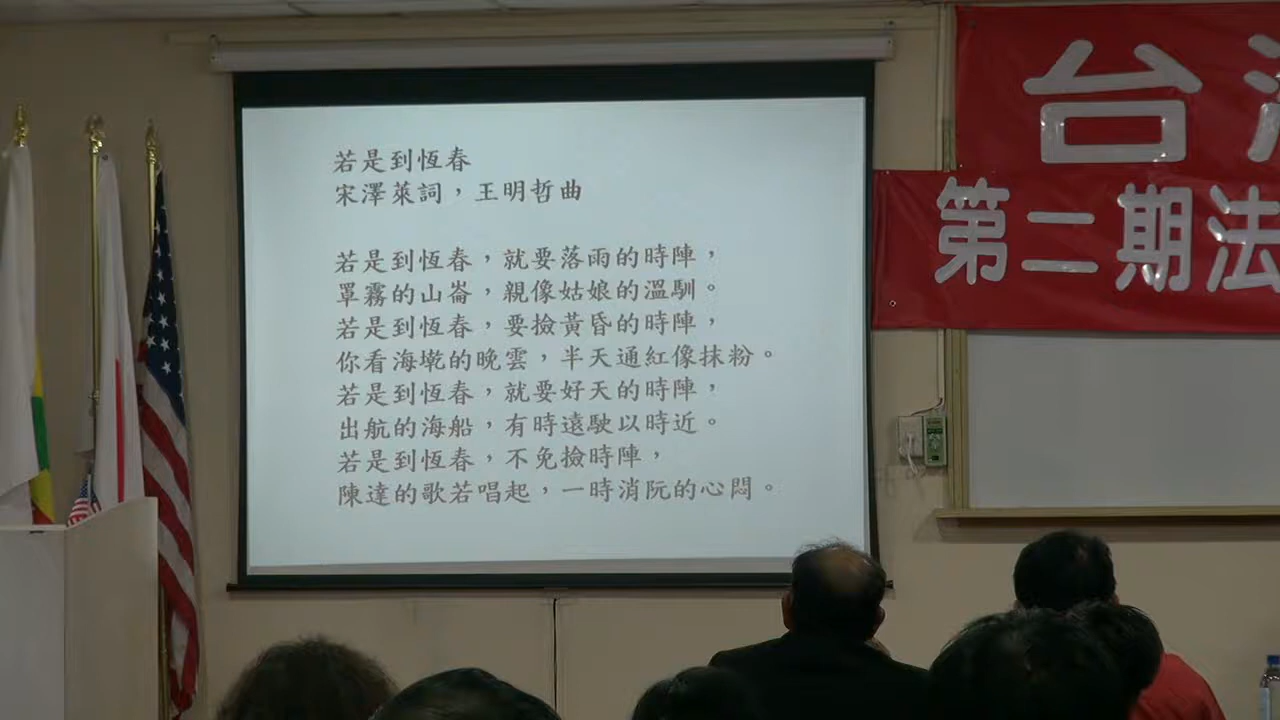 若是到恆春
宋澤萊詞，王明哲曲
若是到恆春，就要落雨的時陣，
罩霧的山崙，親像姑娘的溫馴。
若是到恆春，要撿黃昏的時陣，
你看海墘的晚雲，半天通紅像抹粉。
若是到恆春，就要好天的時陣，
出航的海船，有時遠駛以時近。
若是到恆春，不免撿時陣，
陳達的歌若唱起，一時消阮的心悶。
台
第二期法